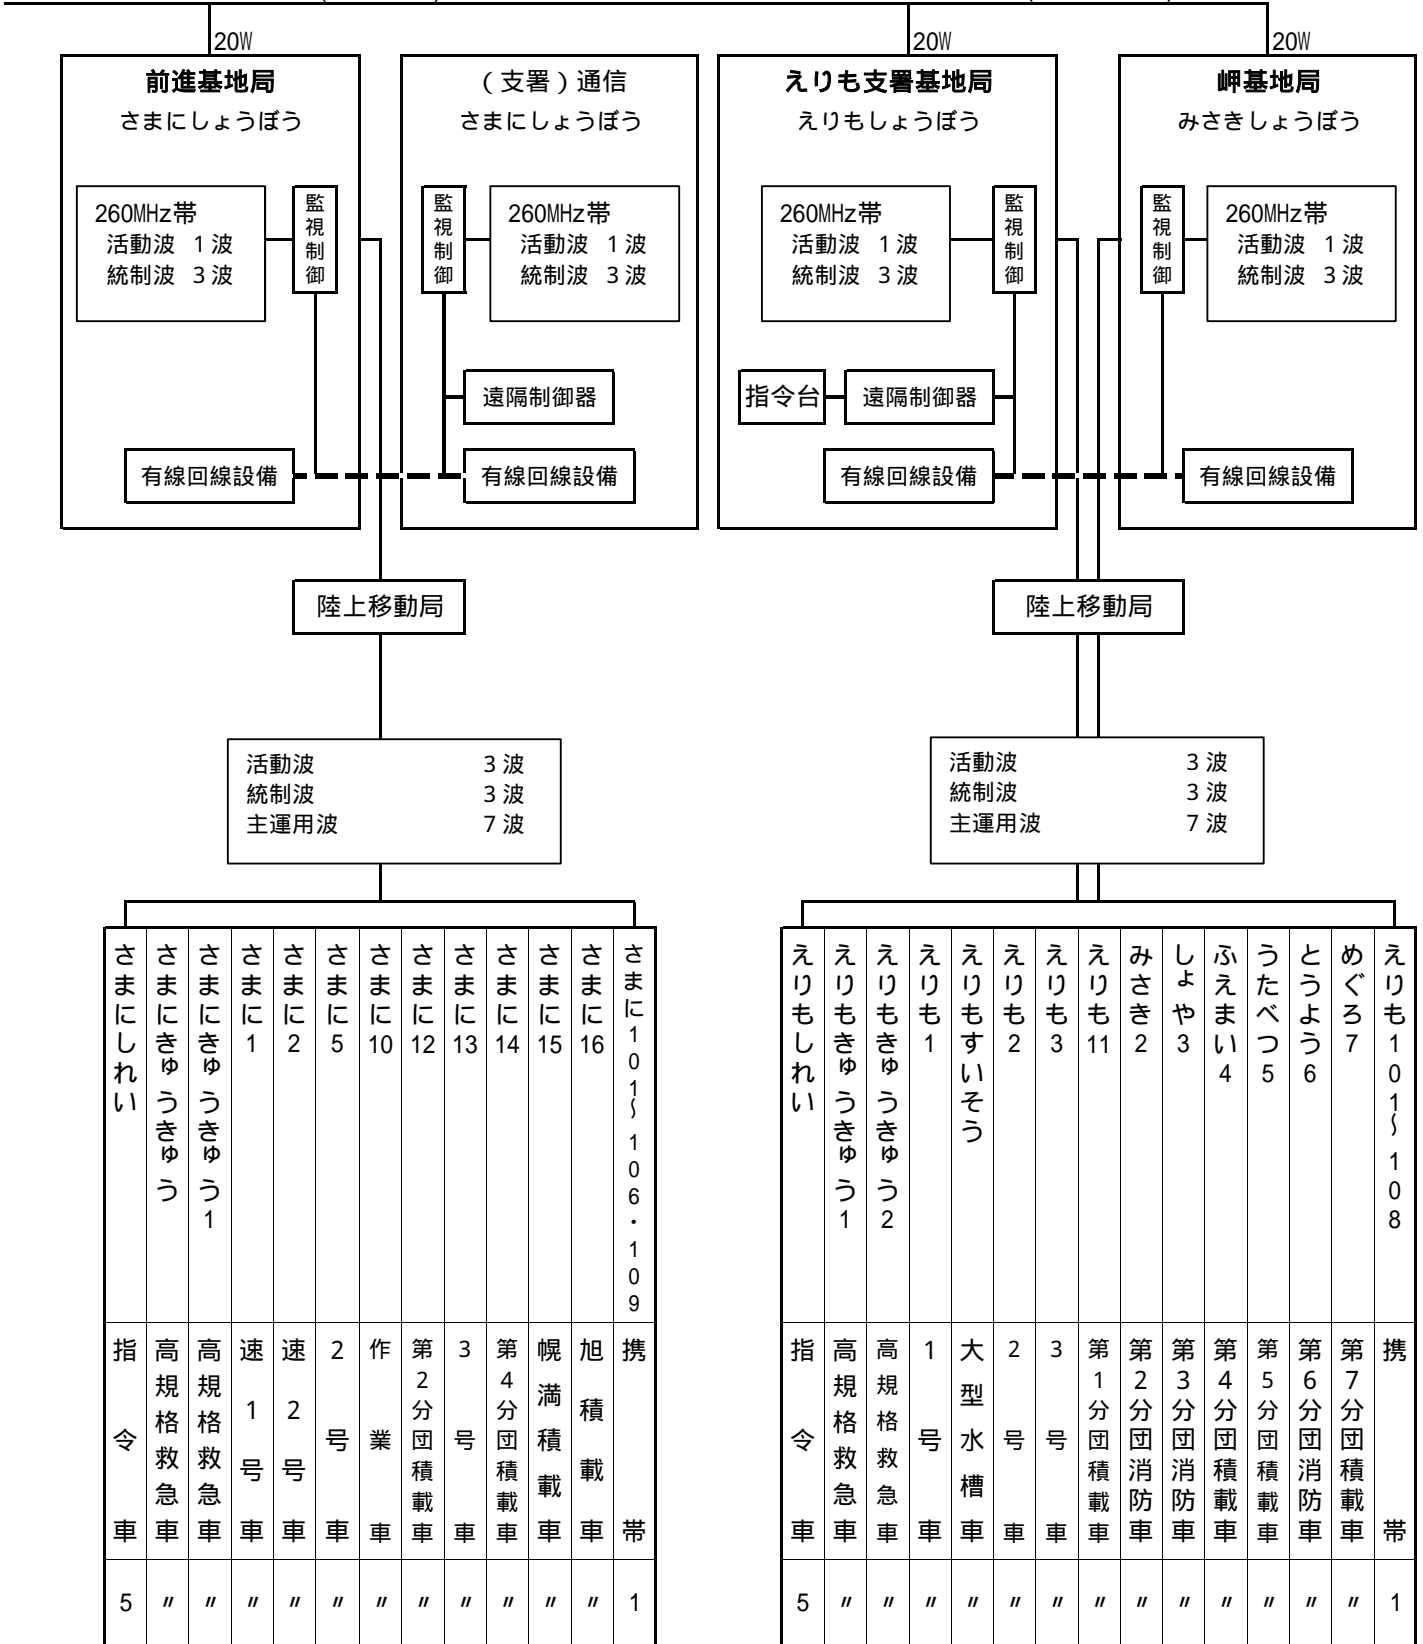 20W
前進基地局
さまにしょうぼう
260MHz帯
活動波 1波
統制波 3波
監視制御
有線回線設備
（支署）通信
さまにしょうぼう
監視制御
260MHz帯
活動波 1波
統制波 3波
遠隔制御器
有線回線設備
20W
えりも支署基地局
えりもしょうぼう
260MHz帯
活動波 1波
統制波 3波
監視制御
指令台
遠隔制御器
有線回線設備
20W
岬基地局
みさきしょうぼう
監視制御
260MHz帯
活動波 1波
統制波 3波
有線回線設備
陸上移動局
活動波 3波
統制波 3波
主運用波 7波
さまにしれい 指令車 5
さまにきゅうきゅう 高規格救急車 〃
さまにきゅうきゅう1 高規格救急車 〃
さまに1 速1号車 〃
さまに2 速2号車 〃
さまに5 2号車 〃
さまに10 作業車 〃
さまに12 第2分団積載車 〃
さまに13 3号車 〃
さまに14 第4分団積載車 〃
さまに15 幌満積載車 〃
さまに16 旭積載車 〃
さまに101～106・109 携帯 1
陸上移動局
活動波 3波
統制波 3波
主運用波 7波
えりもしれい 指令車 5
えりもきゅうきゅう1 高規格救急車 〃
えりもきゅうきゅう2 高規格救急車 〃
えりも1 1号車 〃
えりもすいそう 大型水槽車 〃
えりも2 2号車 〃
えりも3 3号車 〃
えりも11 第1分団積載車 〃
みさき2 第2分団消防車 〃
しょや3 第3分団消防車 〃
ふえまい4 第4分団積載車 〃
うたべつ5 第5分団積載車 〃
とうよう6 第6分団消防車 〃
めぐろ7 第7分団積載車 〃
えりも101～108 携帯 1